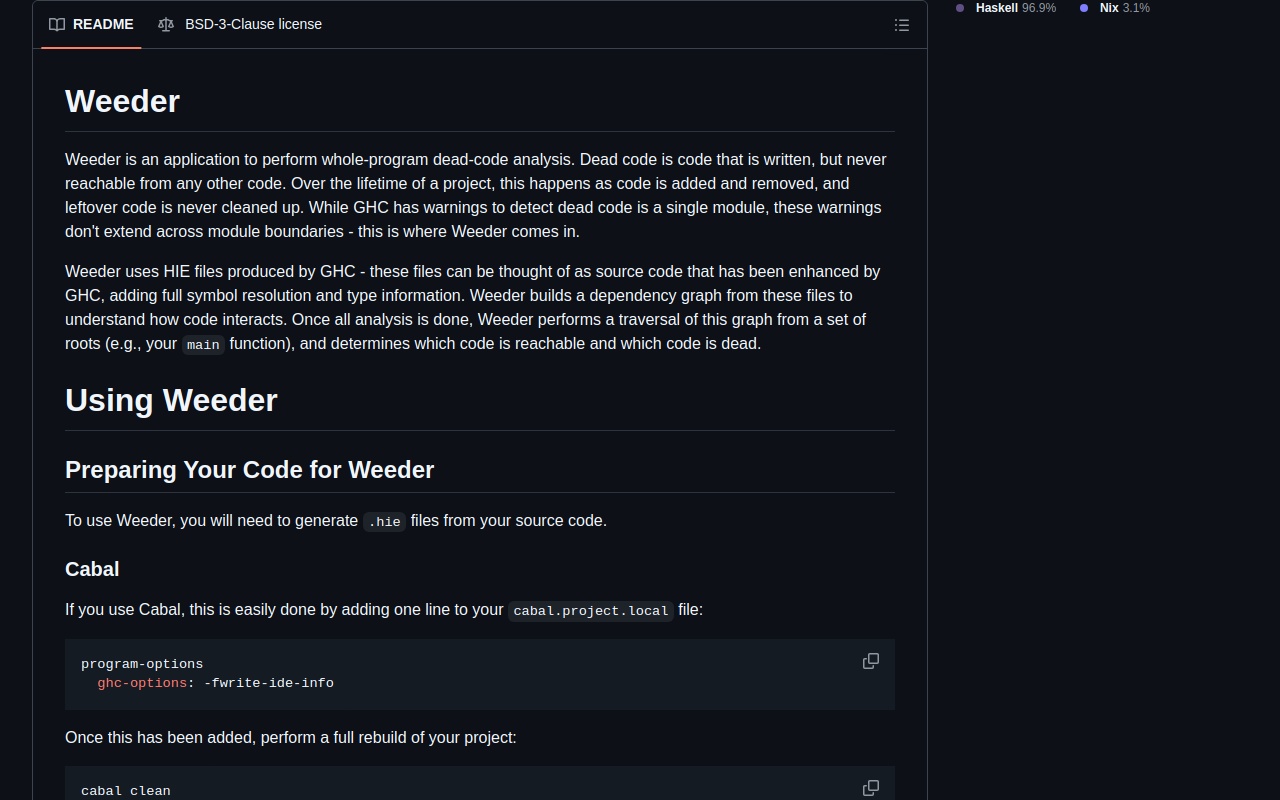 README
BSD-3-Clause license
Haskell 96.9%
Nix 3.1%
Weeder
Weeder is an application to perform whole-program dead-code analysis. Dead code is code that is written, but never
reachable from any other code. Over the lifetime of a project, this happens as code is added and removed, and
leftover code is never cleaned up. While GHC has warnings to detect dead code is a single module, these warnings
don't extend across module boundaries - this is where Weeder comes in.
Weeder uses HIE files produced by GHC - these files can be thought of as source code that has been enhanced by
GHC, adding full symbol resolution and type information. Weeder builds a dependency graph from these files to
understand how code interacts. Once all analysis is done, Weeder performs a traversal of this graph from a set of
roots (e.g., your main function), and determines which code is reachable and which code is dead.
Using Weeder
Preparing Your Code for Weeder
To use Weeder, you will need to generate .hie files from your source code.
Cabal
If you use Cabal, this is easily done by adding one line to your cabal.project.local file:
program-options
  ghc-options: -fwrite-ide-info
Once this has been added, perform a full rebuild of your project:
cabal clean